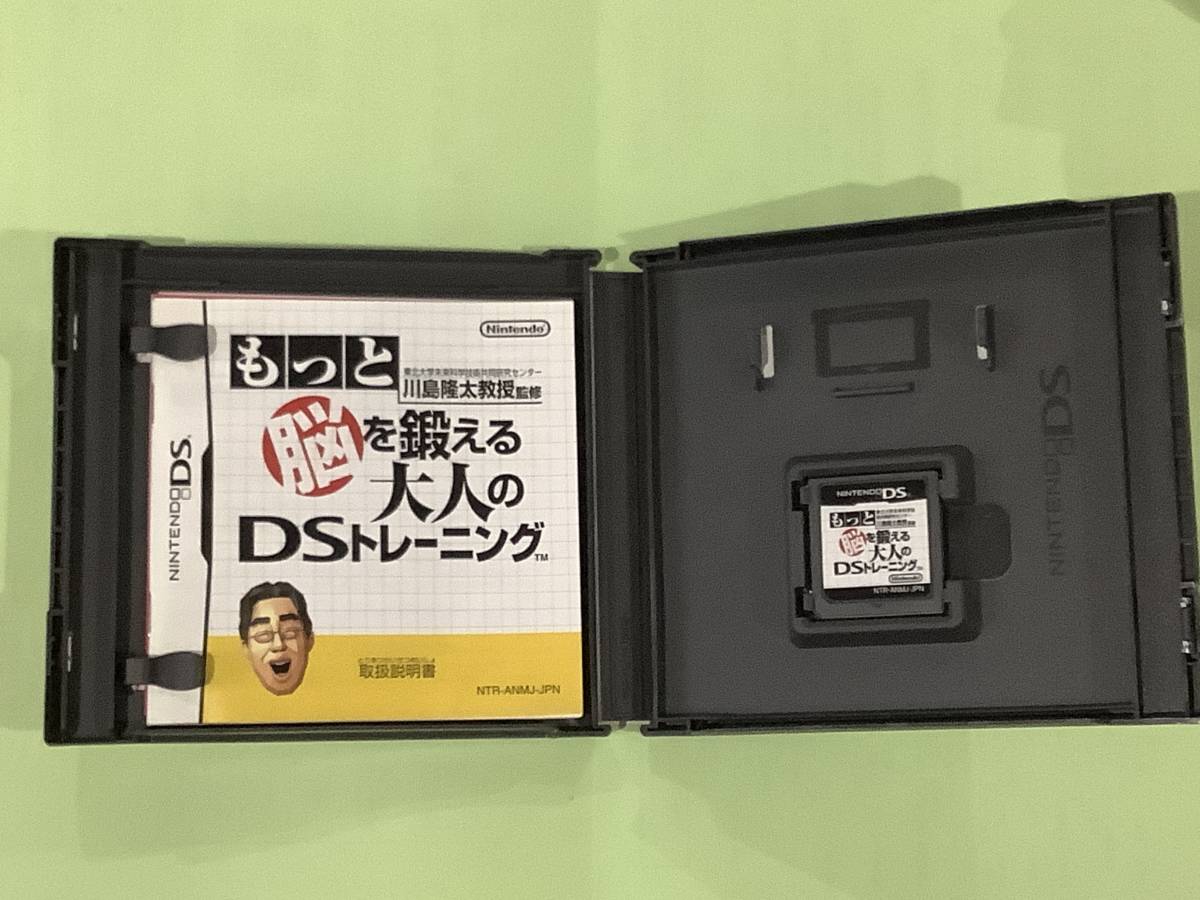 Nintendo
もっと
東北大学未来科学技術共同研究センター
川島隆太教授監修
脳を鍛える
大人の
DSトレーニング™
取扱説明書
NTR-ANMJ-JPN
NINTENDO DS
NINTENDO DS
NINTENDO DS
もっと
脳を鍛える
大人の
DSトレーニング™
Nintendo
NTR-ANMJ-JPN